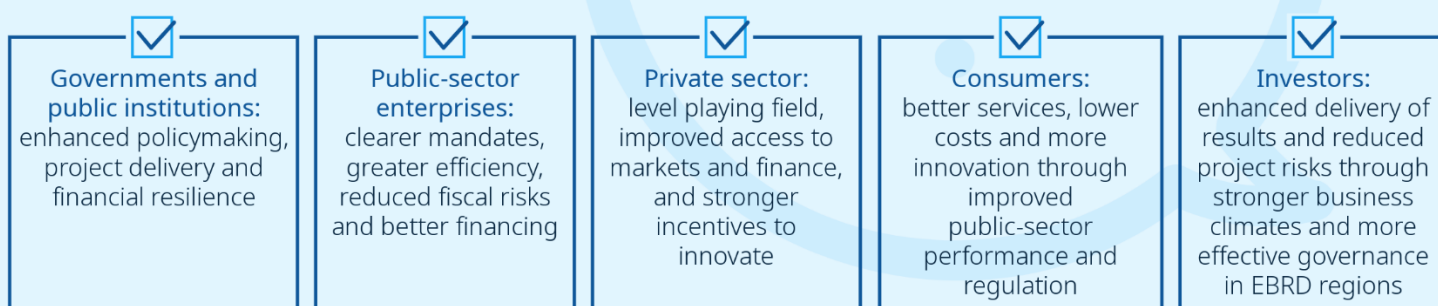 Governments and
public institutions:
enhanced policymaking,
project delivery and
financial resilience
Public-sector
enterprises:
clearer mandates,
greater efficiency,
reduced fiscal risks
and better financing
Private sector:
level playing field,
improved access to
markets and finance,
and stronger
incentives to
innovate
Consumers:
better services, lower
costs and more
innovation through
improved
public-sector
performance and
regulation
Investors:
enhanced delivery of
results and reduced
project risks through
stronger business
climates and more
effective governance
in EBRD regions